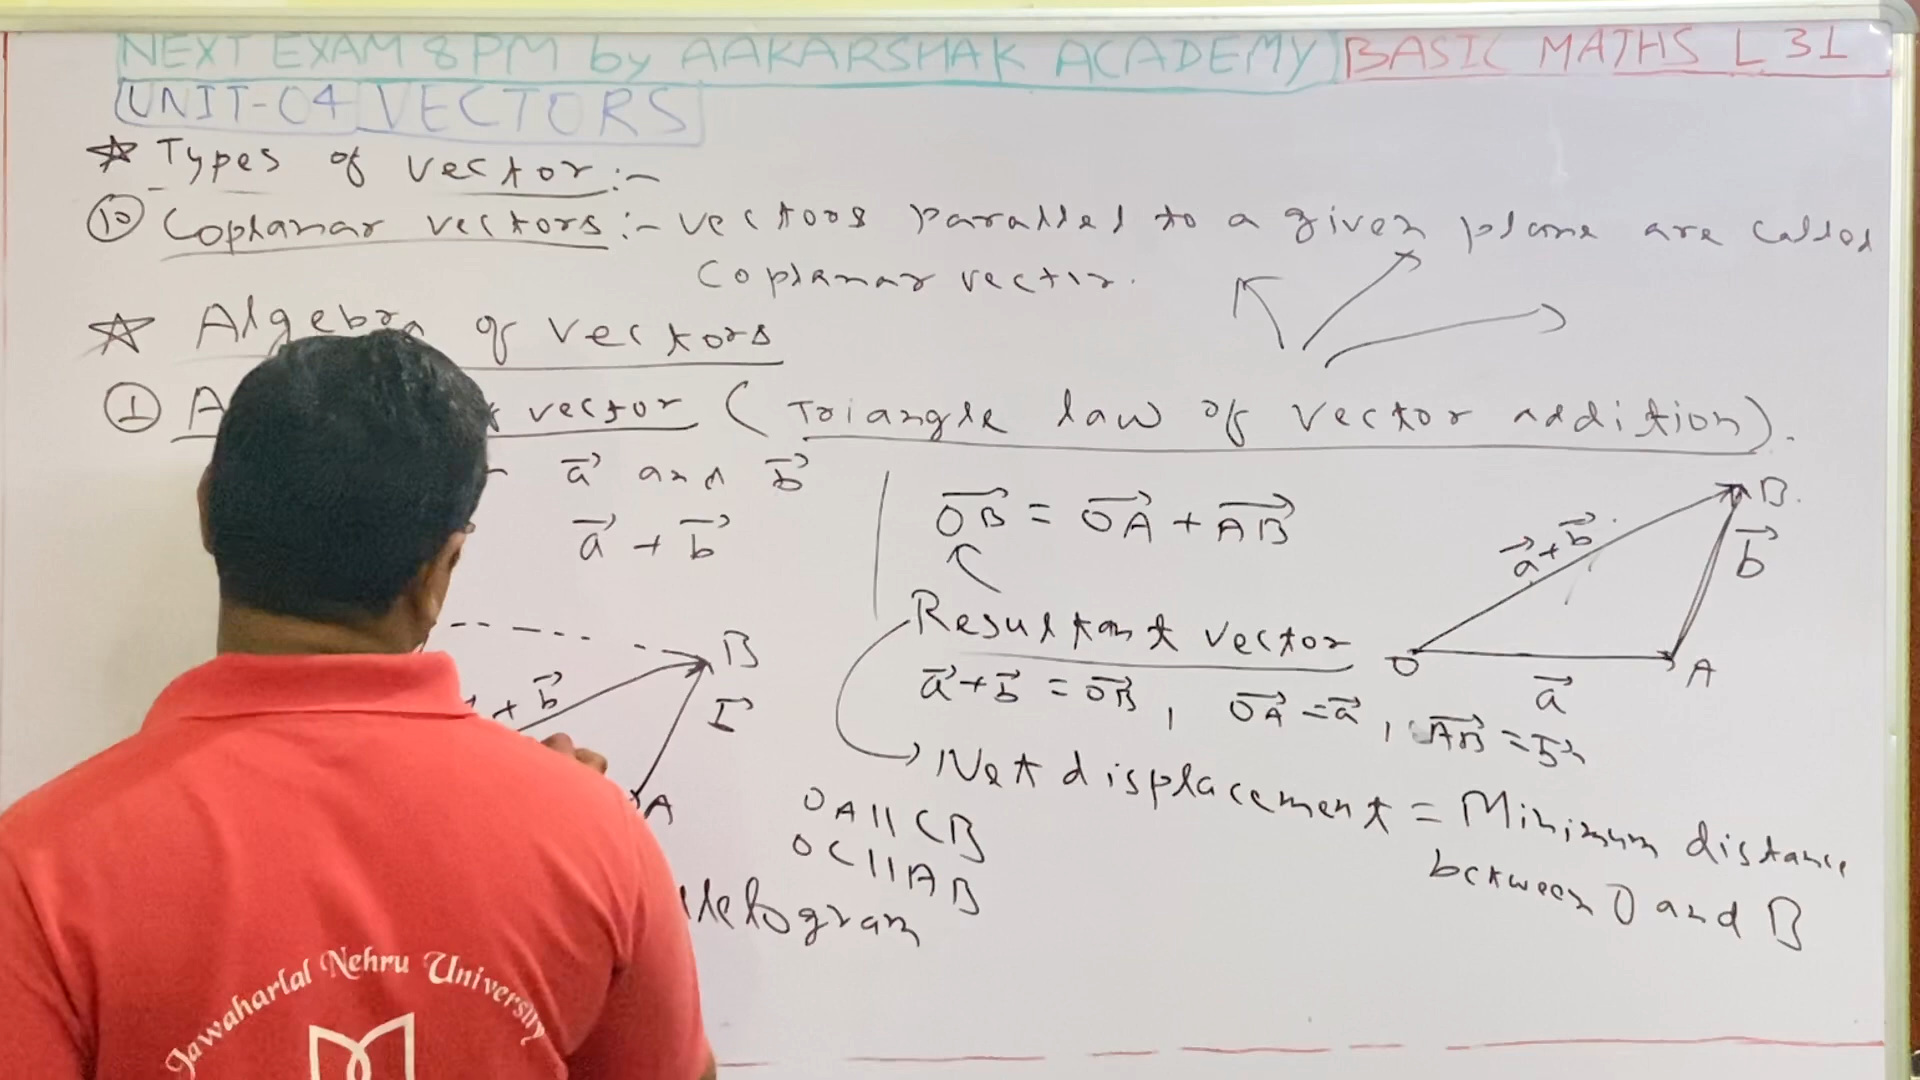 NEXT EXAM 8PM by AAKARSHAK ACADEMY BASIC MATHS L 31
UNIT-04 VECTORS
☆ Types of vector:-
⑩ Coplanar vectors:- vectors parallel to a given plane are called
Coplanar vector.
☆ Algebra of vectors
① A vector (Triangle law of vector addition).
a⃗ and b⃗
a⃗ + b⃗
OB⃗ = OA⃗ + AB⃗
Resultant vector
a⃗+b⃗ = OB⃗, OA⃗ = a⃗, AB⃗ = b⃗
Net displacement = Minimum distance
between O and B
a⃗+b⃗
B
b⃗
O
A
a⃗
B
+ b⃗
A
OA||CB
OC||AB
llelogram
Jawaharlal Nehru University